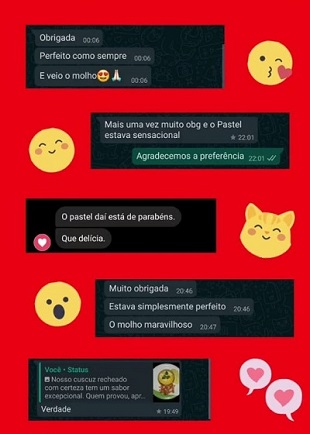 Obrigada 00:06
Perfeito como sempre 00:06
E veio o molho😍🙏🏻 00:06
Mais uma vez muito obg e o Pastel
estava sensacional ★ 22:01
Agradecemos a preferência 22:01
O pastel daí está de parabéns.
Que delícia.
Muito obrigada 20:46
Estava simplesmente perfeito 20:46
O molho maravilhoso 20:47
Você • Status
Nosso cuscuz recheado
com certeza tem um sabor
excepcional. Quem provou, apr...
Verdade ★ 19:49